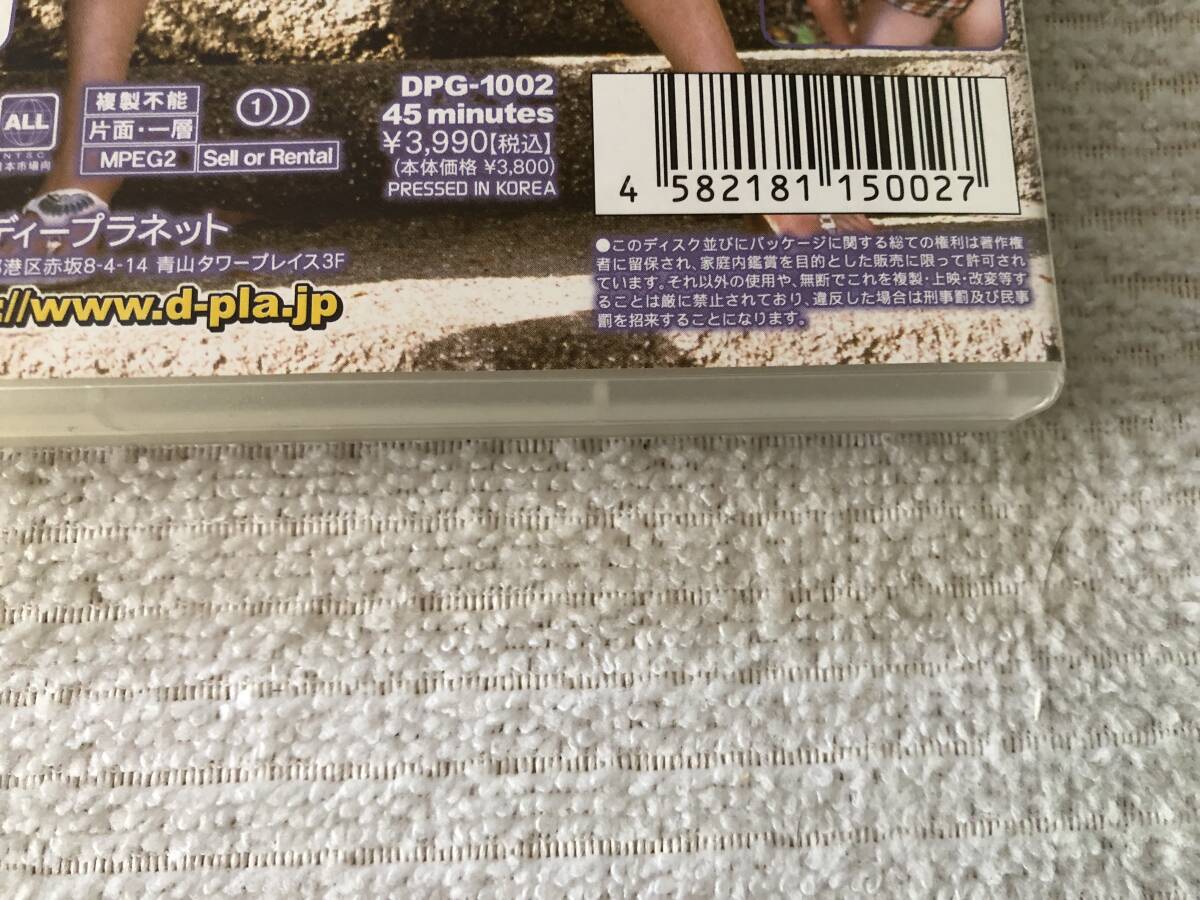 ALL
NTSC
日本市場向
複製不能
片面・一層
MPEG2
1
Sell or Rental
DPG-1002
45 minutes
¥3,990【税込】
(本体価格 ¥3,800)
PRESSED IN KOREA
4 582181 150027
ディープラネット
港区赤坂8-4-14 青山タワープレイス3F
://www.d-pla.jp
●このディスク並びにパッケージに関する総ての権利は著作権
者に留保され、家庭内鑑賞を目的とした販売に限って許可され
ています。それ以外の使用や、無断でこれを複製・上映・改変等す
ることは厳に禁止されており、違反した場合は刑事罰及び民事
罰を招来することになります。